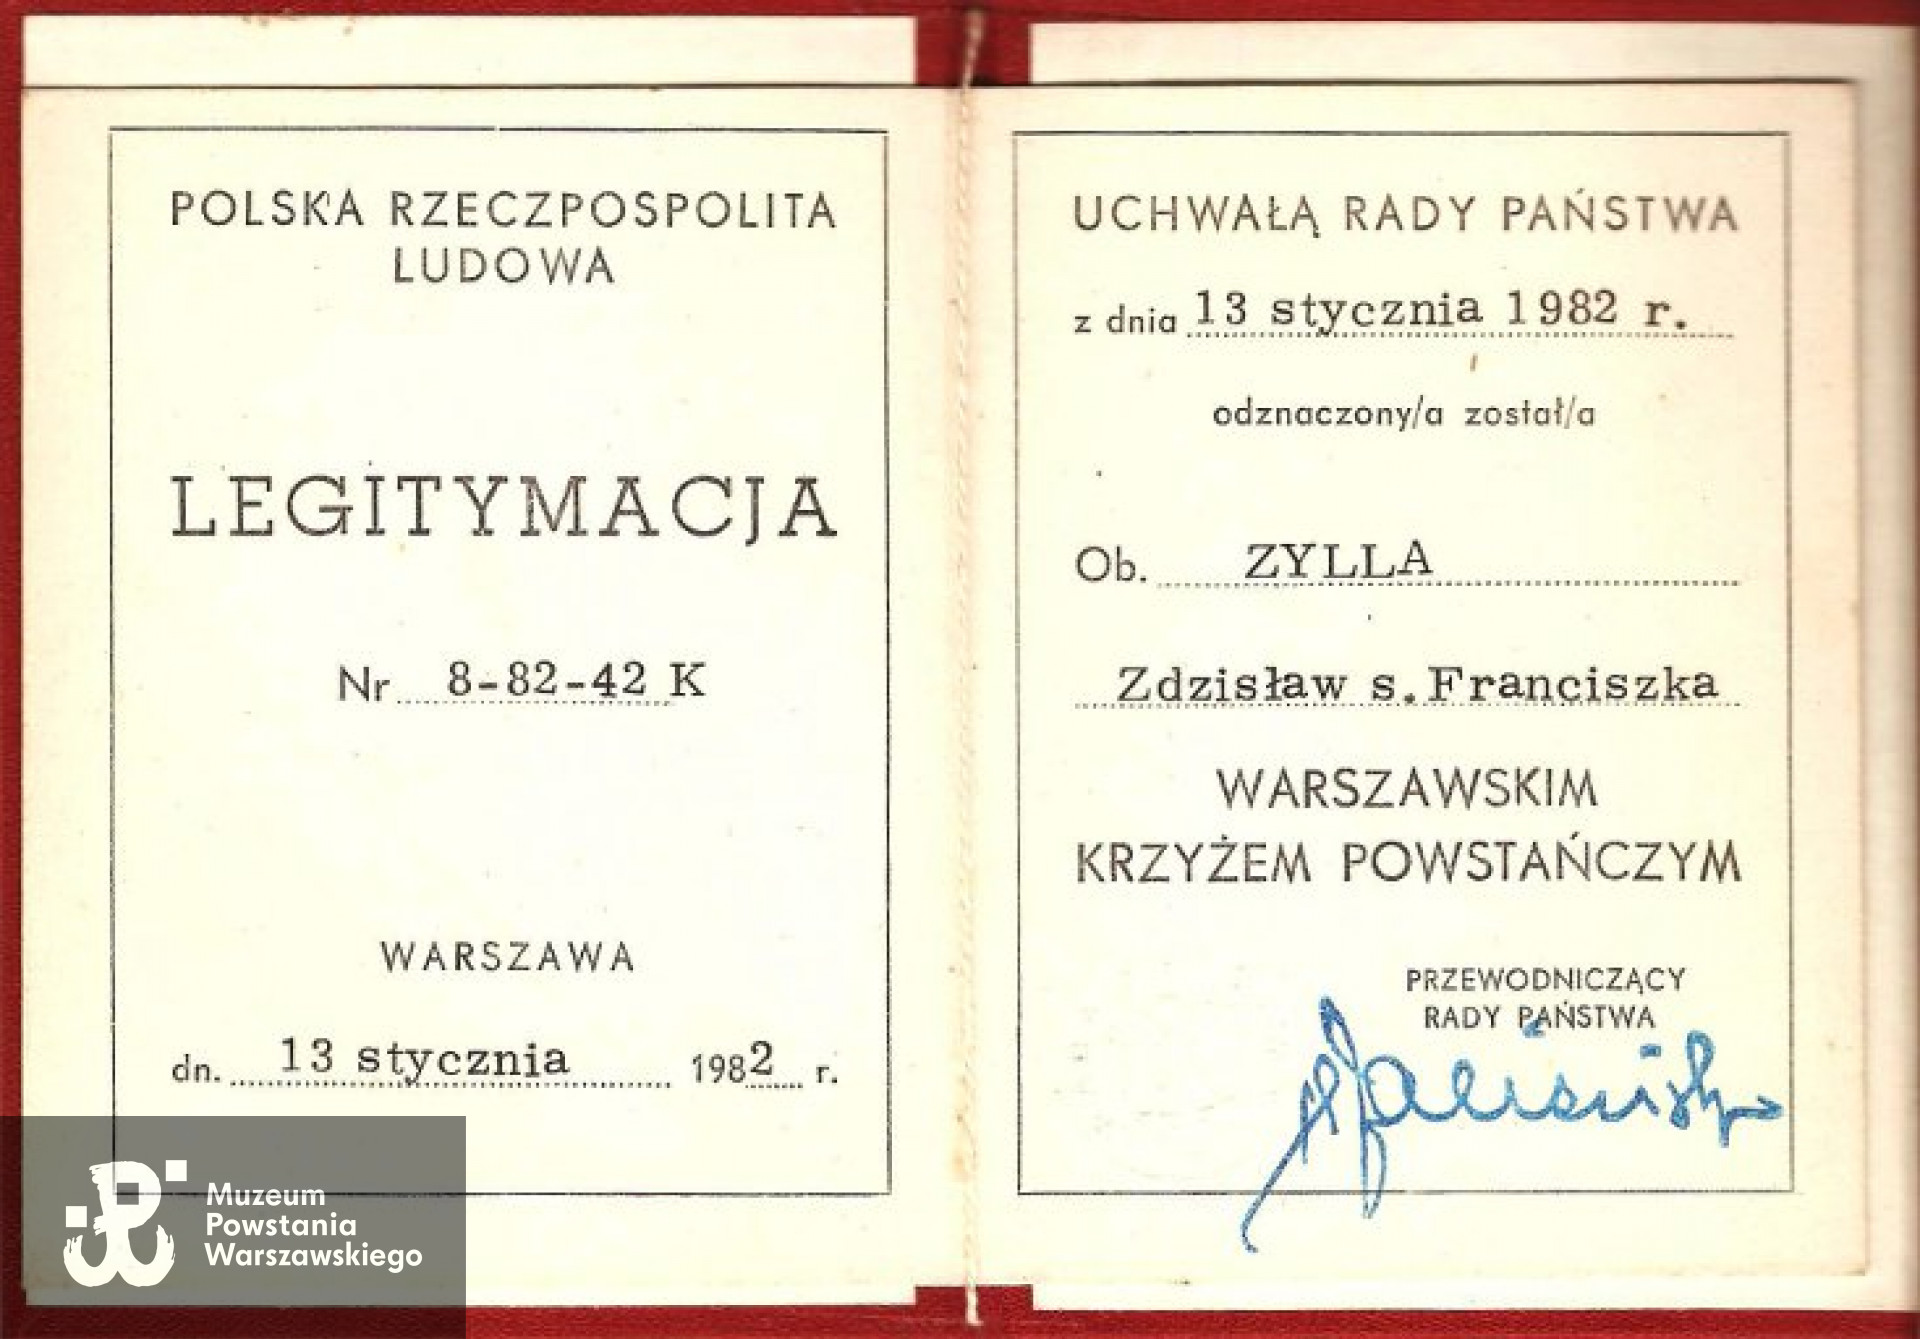 POLSKA RZECZPOSPOLITA
LUDOWA
LEGITYMACJA
Nr 8-82-42 K
WARSZAWA
dn. 13 stycznia 1982 r.
UCHWAŁĄ RADY PAŃSTWA
z dnia 13 stycznia 1982 r.
odznaczony/a został/a
Ob. ZYLLA
Zdzisław s. Franciszka
WARSZAWSKIM
KRZYŻEM POWSTAŃCZYM
PRZEWODNICZĄCY
RADY PAŃSTWA
Muzeum
Powstania
Warszawskiego